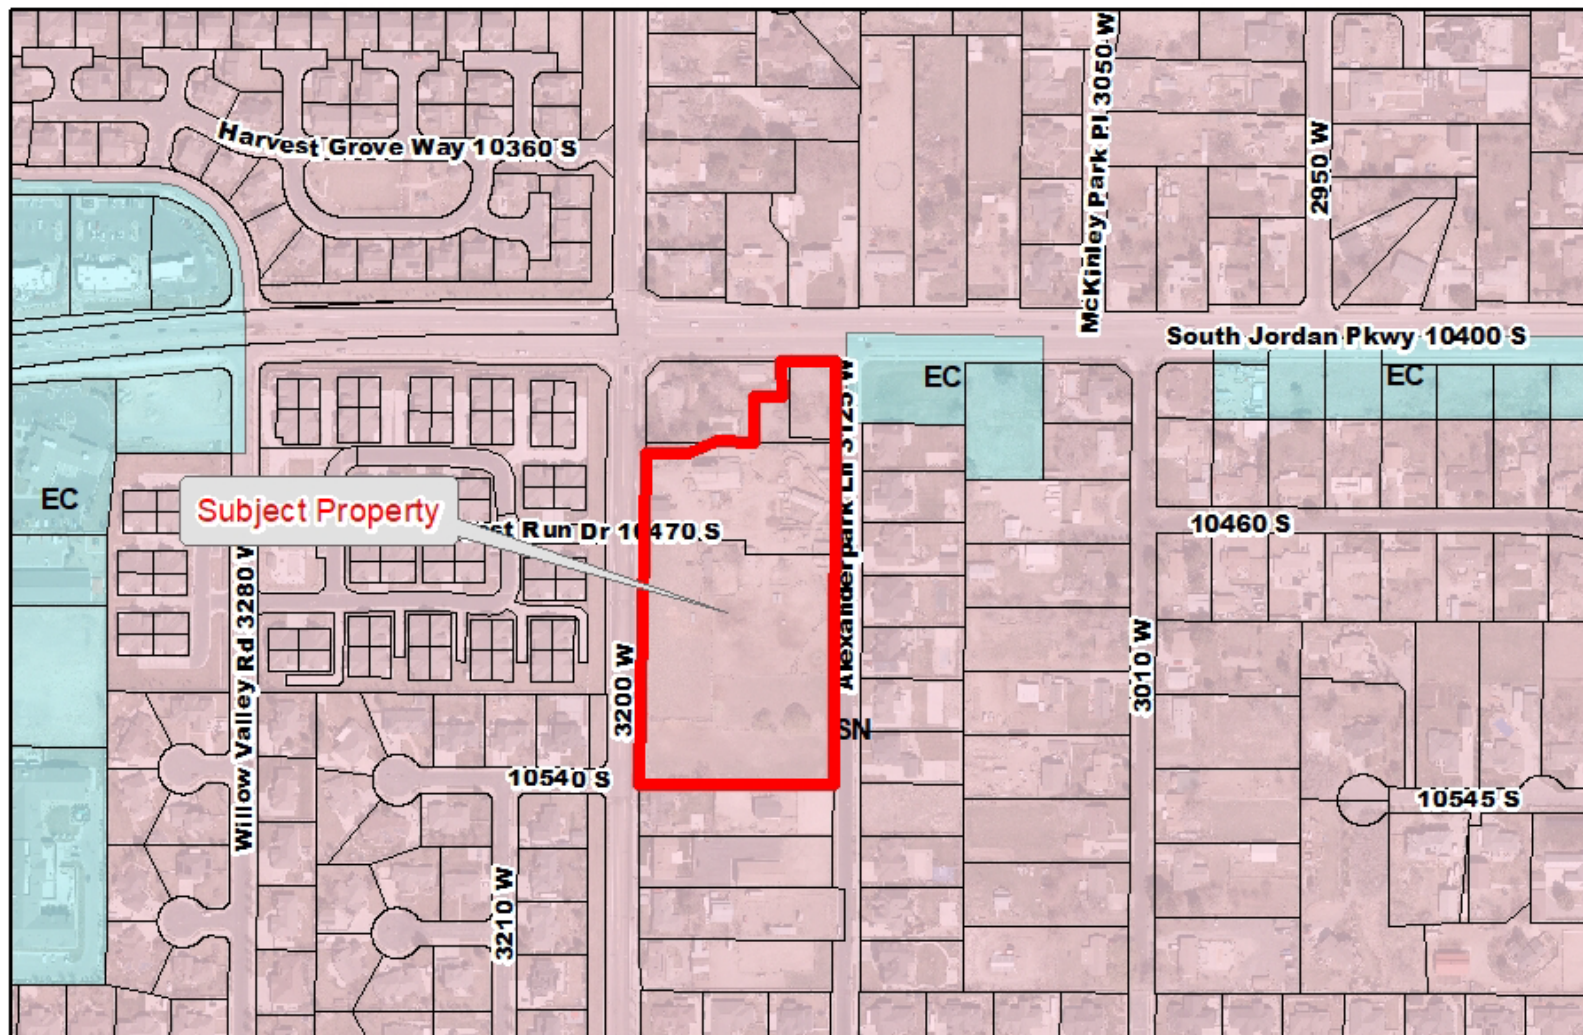 McKinley Park Pl 3050 W
Harvest Grove Way 10360 S
2950 W
South Jordan Pkwy 10400 S
EC
EC
EC
Subject Property
st Run Dr 10470 S
Alexanderpark Ln 3125 W
10460 S
Willow Valley Rd 3280 W
3200 W
3010 W
SN
10540 S
10545 S
3210 W